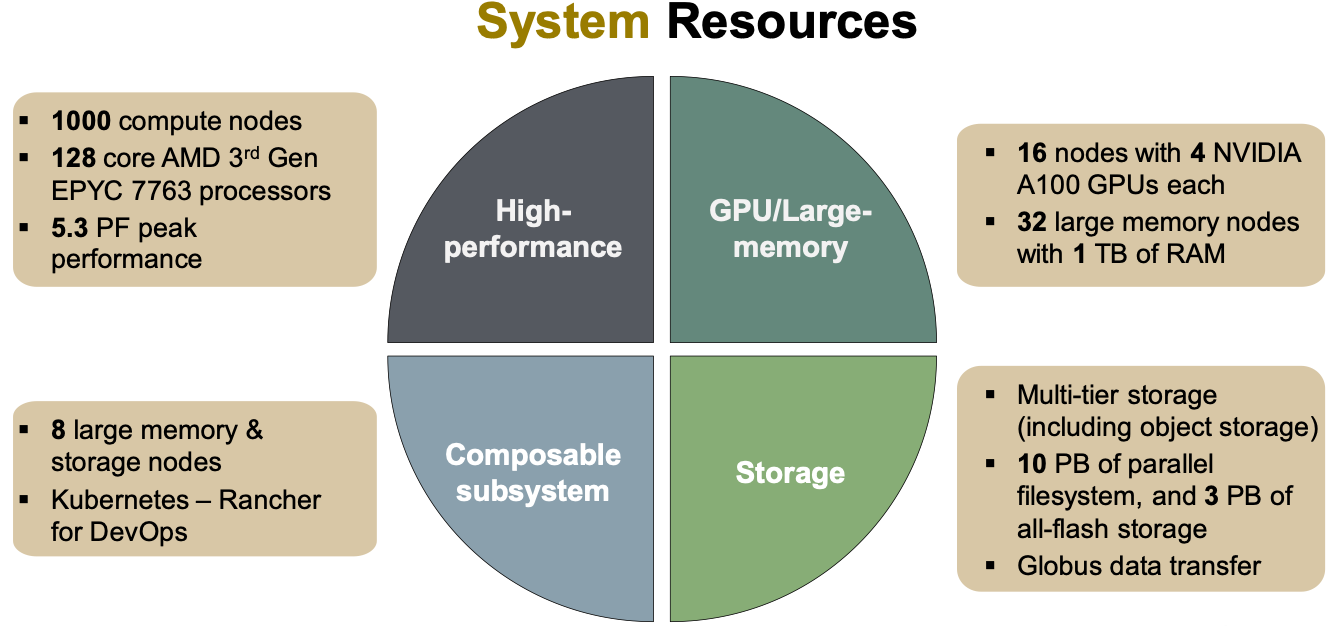 System Resources
▪ 1000 compute nodes
▪ 128 core AMD 3rd Gen
EPYC 7763 processors
▪ 5.3 PF peak
performance
High-
performance
GPU/Large-
memory
▪ 16 nodes with 4 NVIDIA
A100 GPUs each
▪ 32 large memory nodes
with 1 TB of RAM
▪ 8 large memory &
storage nodes
▪ Kubernetes – Rancher
for DevOps
Composable
subsystem
Storage
▪ Multi-tier storage
(including object storage)
▪ 10 PB of parallel
filesystem, and 3 PB of
all-flash storage
▪ Globus data transfer